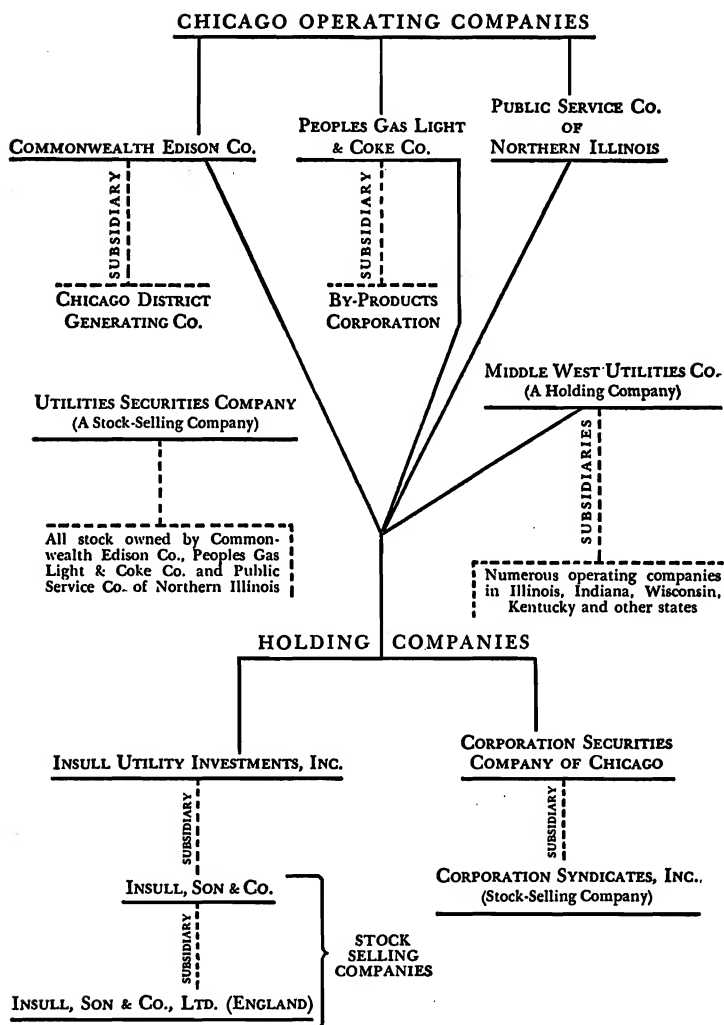 CHICAGO OPERATING COMPANIES
COMMONWEALTH EDISON CO.
PEOPLES GAS LIGHT
& COKE CO.
PUBLIC SERVICE CO.
OF
NORTHERN ILLINOIS
SUBSIDIARY
SUBSIDIARY
CHICAGO DISTRICT
GENERATING CO.
BY-PRODUCTS
CORPORATION
UTILITIES SECURITIES COMPANY
(A Stock-Selling Company)
MIDDLE WEST UTILITIES CO.
(A Holding Company)
SUBSIDIARIES
All stock owned by Common-
wealth Edison Co., Peoples Gas
Light & Coke Co. and Public
Service Co. of Northern Illinois
Numerous operating companies
in Illinois, Indiana, Wisconsin,
Kentucky and other states
HOLDING COMPANIES
INSULL UTILITY INVESTMENTS, INC.
CORPORATION SECURITIES
COMPANY OF CHICAGO
SUBSIDIARY
SUBSIDIARY
INSULL, SON & CO.
CORPORATION SYNDICATES, INC.
(Stock-Selling Company)
SUBSIDIARY
STOCK
SELLING
COMPANIES
INSULL, SON & CO., LTD. (ENGLAND)